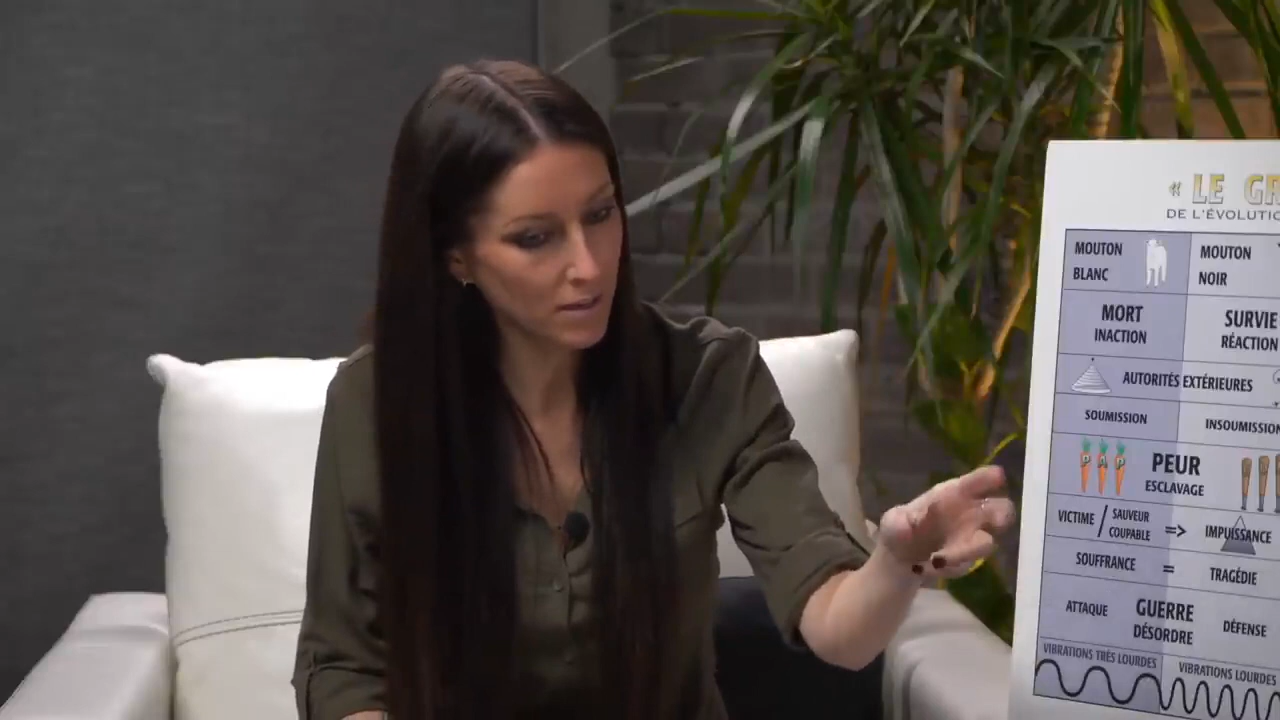 « LE GR
DE L'ÉVOLUTIO
MOUTON
BLANC
MOUTON
NOIR
MORT
INACTION
SURVIE
RÉACTION
AUTORITÉS EXTÉRIEURES
SOUMISSION
INSOUMISSION
P A P
PEUR
ESCLAVAGE
VICTIME / SAUVEUR
COUPABLE
=> IMPUISSANCE
SOUFFRANCE = TRAGÉDIE
ATTAQUE
GUERRE
DÉSORDRE
DÉFENSE
VIBRATIONS TRÈS LOURDES
VIBRATIONS LOURDES